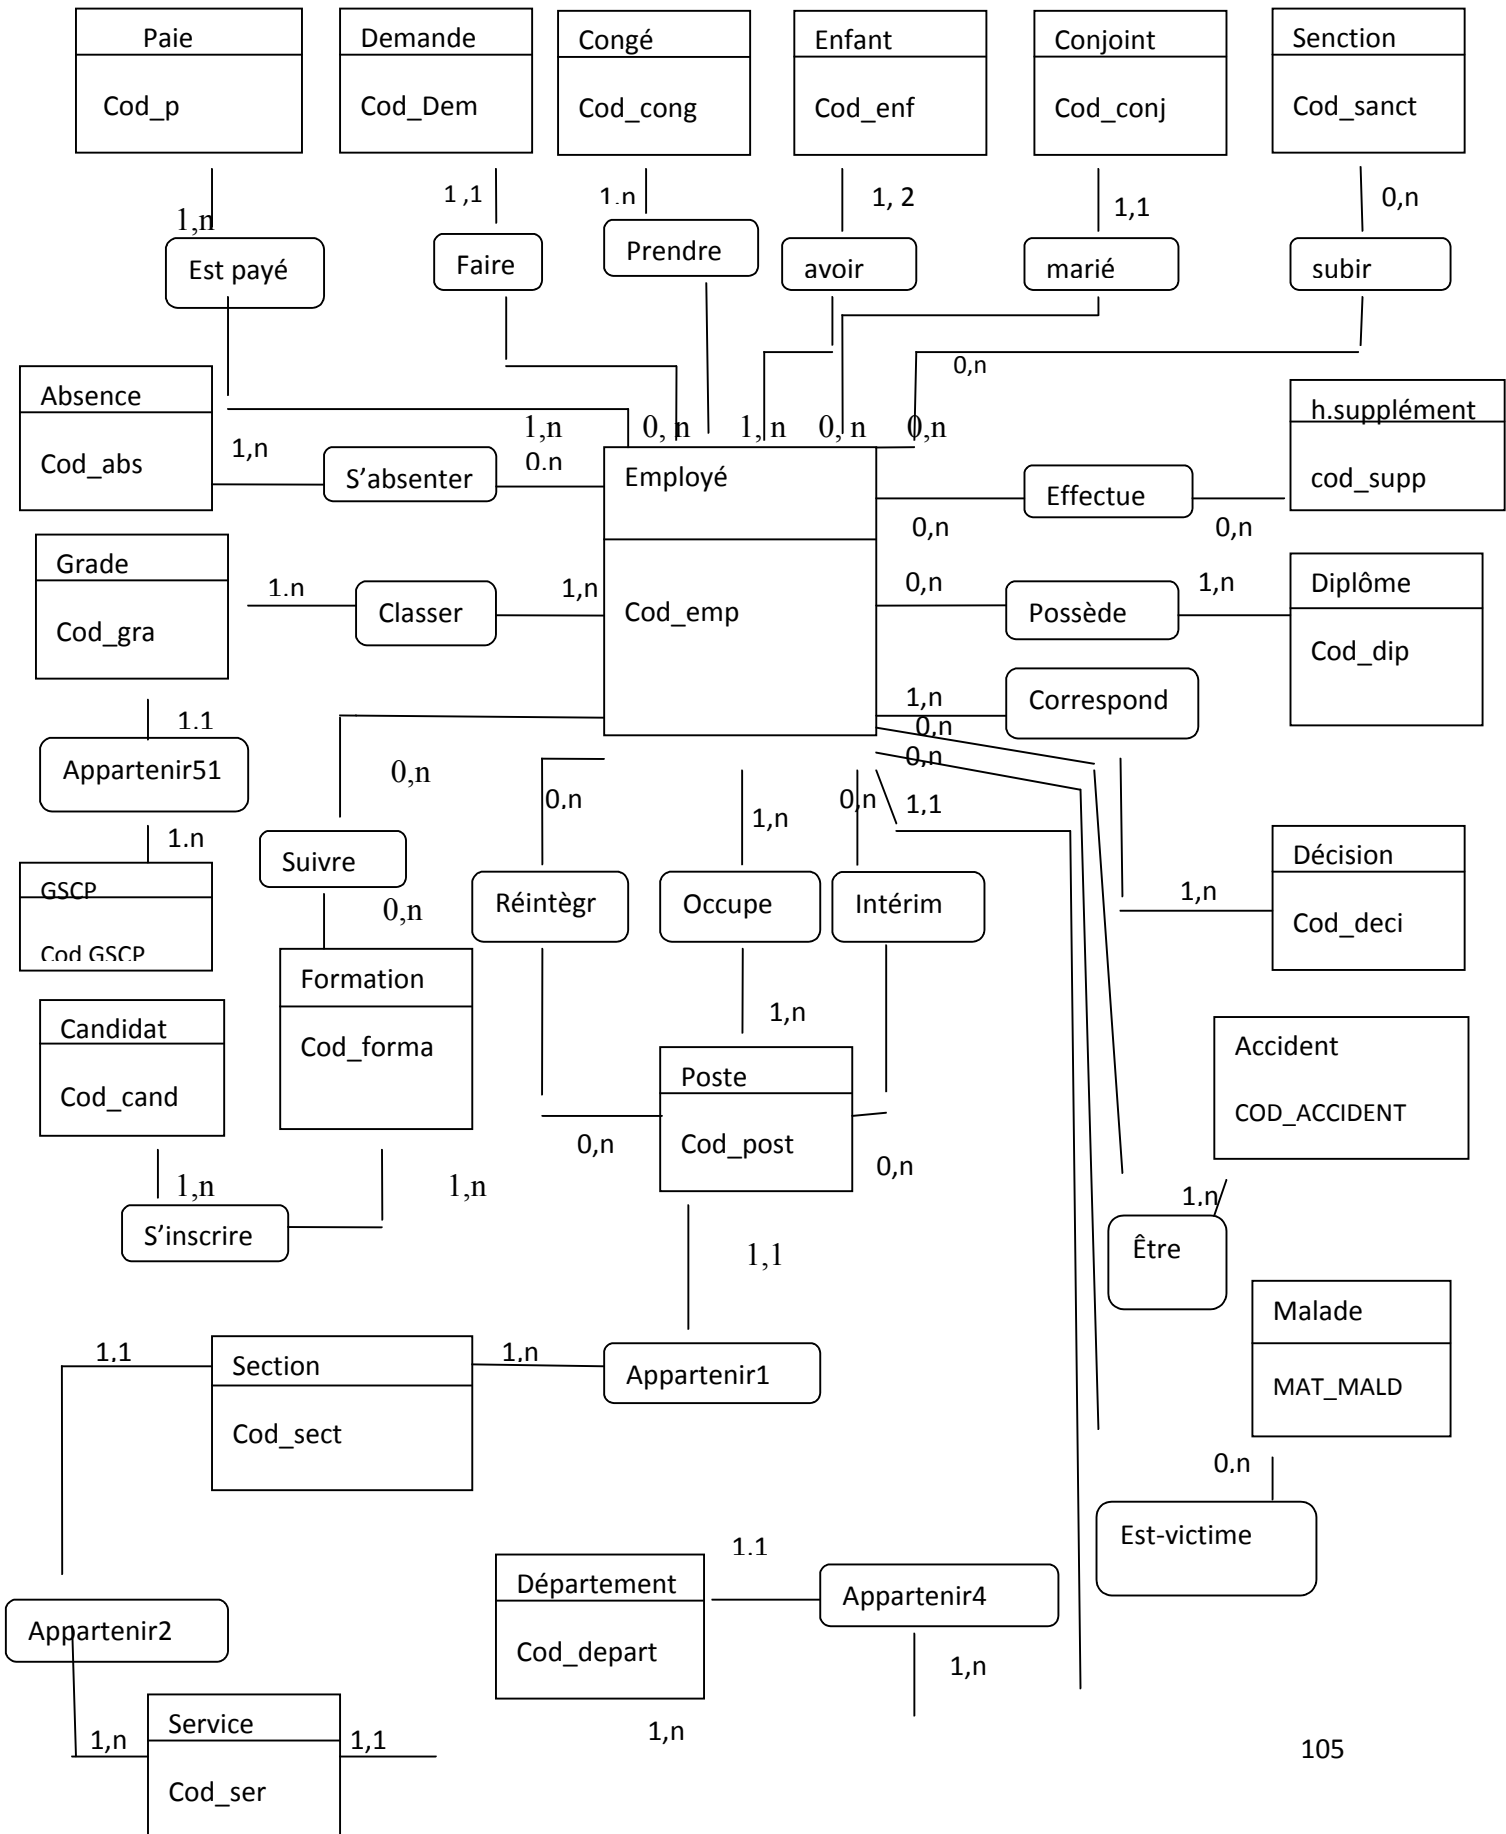 Paie
Demande
Congé
Enfant
Conjoint
Senction
Cod_p
Cod_Dem
Cod_cong
Cod_enf
Cod_conj
Cod_sanct
1,n
1 ,1
1.n
1, 2
1,1
0,n
Est payé
Faire
Prendre
avoir
marié
subir
0,n
Absence
Cod_abs
1,n
S'absenter
1,n
0.n
0, n
1, n
0, n
0,n
h.supplément
cod_supp
Employé
Cod_emp
Effectue
0,n
0,n
Grade
Cod_gra
1.n
Classer
1,n
0,n
Possède
1,n
Diplôme
Cod_dip
1,n
Correspond
0,n
0,n
1.1
Appartenir51
1.n
GSCP
Cod GSCP
0,n
Suivre
0,n
0,n
1,n
0,n
1,1
Réintègr
Occupe
Intérim
Décision
Cod_deci
1,n
Formation
Cod_forma
Candidat
Cod_cand
1,n
Poste
Cod_post
0,n
0,n
Accident
COD_ACCIDENT
1,n
1,n
1,n
S'inscrire
Être
1,1
Malade
MAT_MALD
1,1
Section
Cod_sect
1,n
Appartenir1
0.n
Est-victime
1.1
Département
Cod_depart
Appartenir4
1,n
Appartenir2
1,n
1,n
Service
Cod_ser
1,1
105